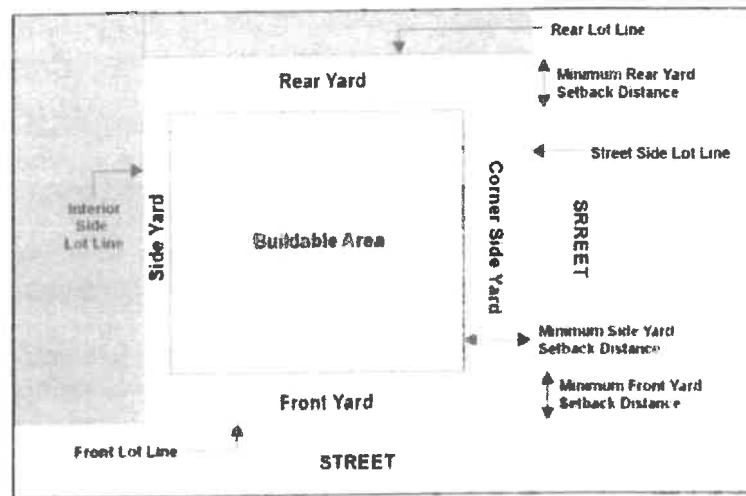 Rear Lot Line
Rear Yard
Minimum Rear Yard
Setback Distance
Street Side Lot Line
Interior
Side
Lot Line
Side Yard
Buildable Area
Corner Side Yard
SRREET
Minimum Side Yard
Setback Distance
Front Yard
Minimum Front Yard
Setback Distance
Front Lot Line
STREET